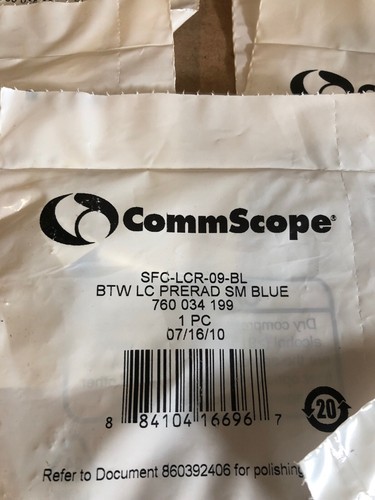 CommScope®
SFC-LCR-09-BL
BTW LC PRERAD SM BLUE
760 034 199
1 PC
07/16/10
8 84104 16696 7
20
Refer to Document 860392406 for polishing
Dry